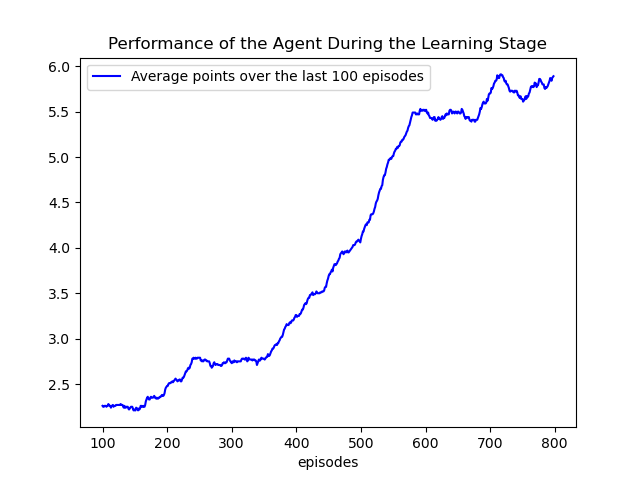 Performance of the Agent During the Learning Stage
Average points over the last 100 episodes
6.0
5.5
5.0
4.5
4.0
3.5
3.0
2.5
100 200 300 400 500 600 700 800
episodes